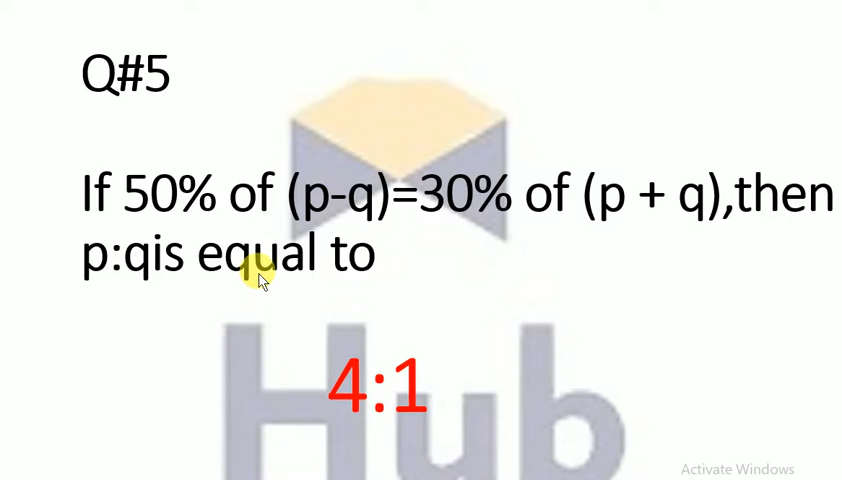 Q#5
If 50% of (p-q)=30% of (p + q),then
p:qis equal to
4:1
Hub
Activate Windows